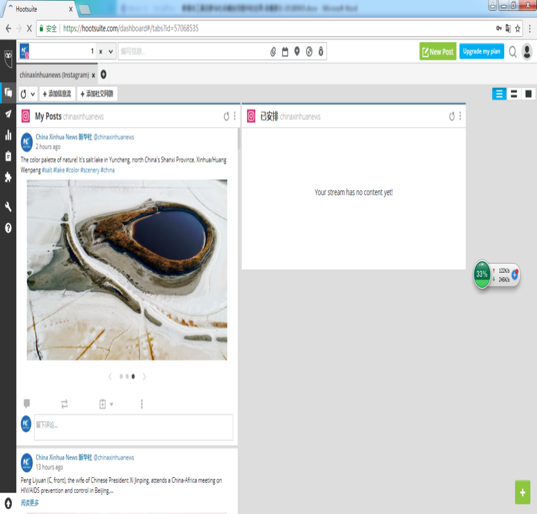 Hootsuite
安全 https://hootsuite.com/dashboard#/tabs?id=57068535
1
New Post
Upgrade my plan
chinaxinhuanews (Instagram)
添加信息流
添加社交网络
My Posts chinaxinhuanews
China Xinhua News 新华社 @chinaxinhuanews
2 hours ago
The color palette of nature! It's salt lake in Yuncheng, north China's Shanxi Province. Xinhua/Huang
Wenpeng #salt #lake #color #scenery #china
留下评论...
China Xinhua News 新华社 @chinaxinhuanews
13 hours ago
Peng Liyuan (C, front), the wife of Chinese President Xi Jinping, attends a China-Africa meeting on
HIV/AIDS prevention and control in Beijing,...
阅读更多
已安排 chinaxinhuanews
Your stream has no content yet!
33%